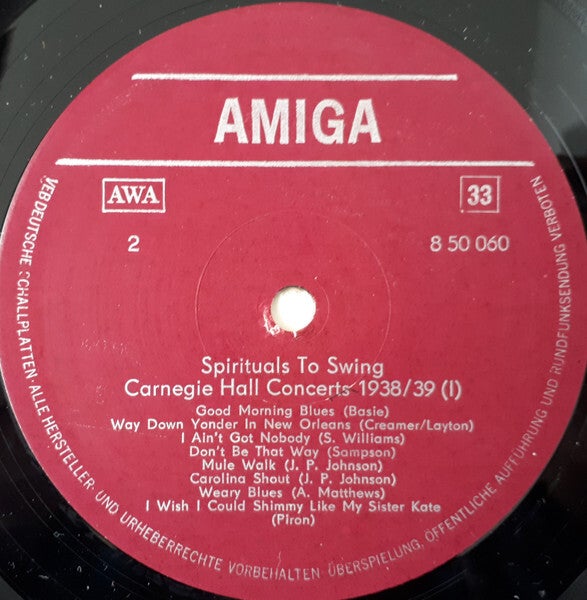 AMIGA
AWA
33
2
8 50 060
Spirituals To Swing
Carnegie Hall Concerts 1938/39 (I)
Good Morning Blues (Basie)
Way Down Yonder In New Orleans (Creamer/Layton)
I Ain't Got Nobody (S. Williams)
Don't Be That Way (Sampson)
Mule Walk (J. P. Johnson)
Carolina Shout (J. P. Johnson)
Weary Blues (A. Matthews)
I Wish I Could Shimmy Like My Sister Kate
(Piron)
VEB DEUTSCHE SCHALLPLATTEN · ALLE HERSTELLER- UND URHEBERRECHTE VORBEHALTEN · ÜBERSPIELUNG, ÖFFENTLICHE AUFFÜHRUNG UND RUNDFUNKSENDUNG VERBOTEN